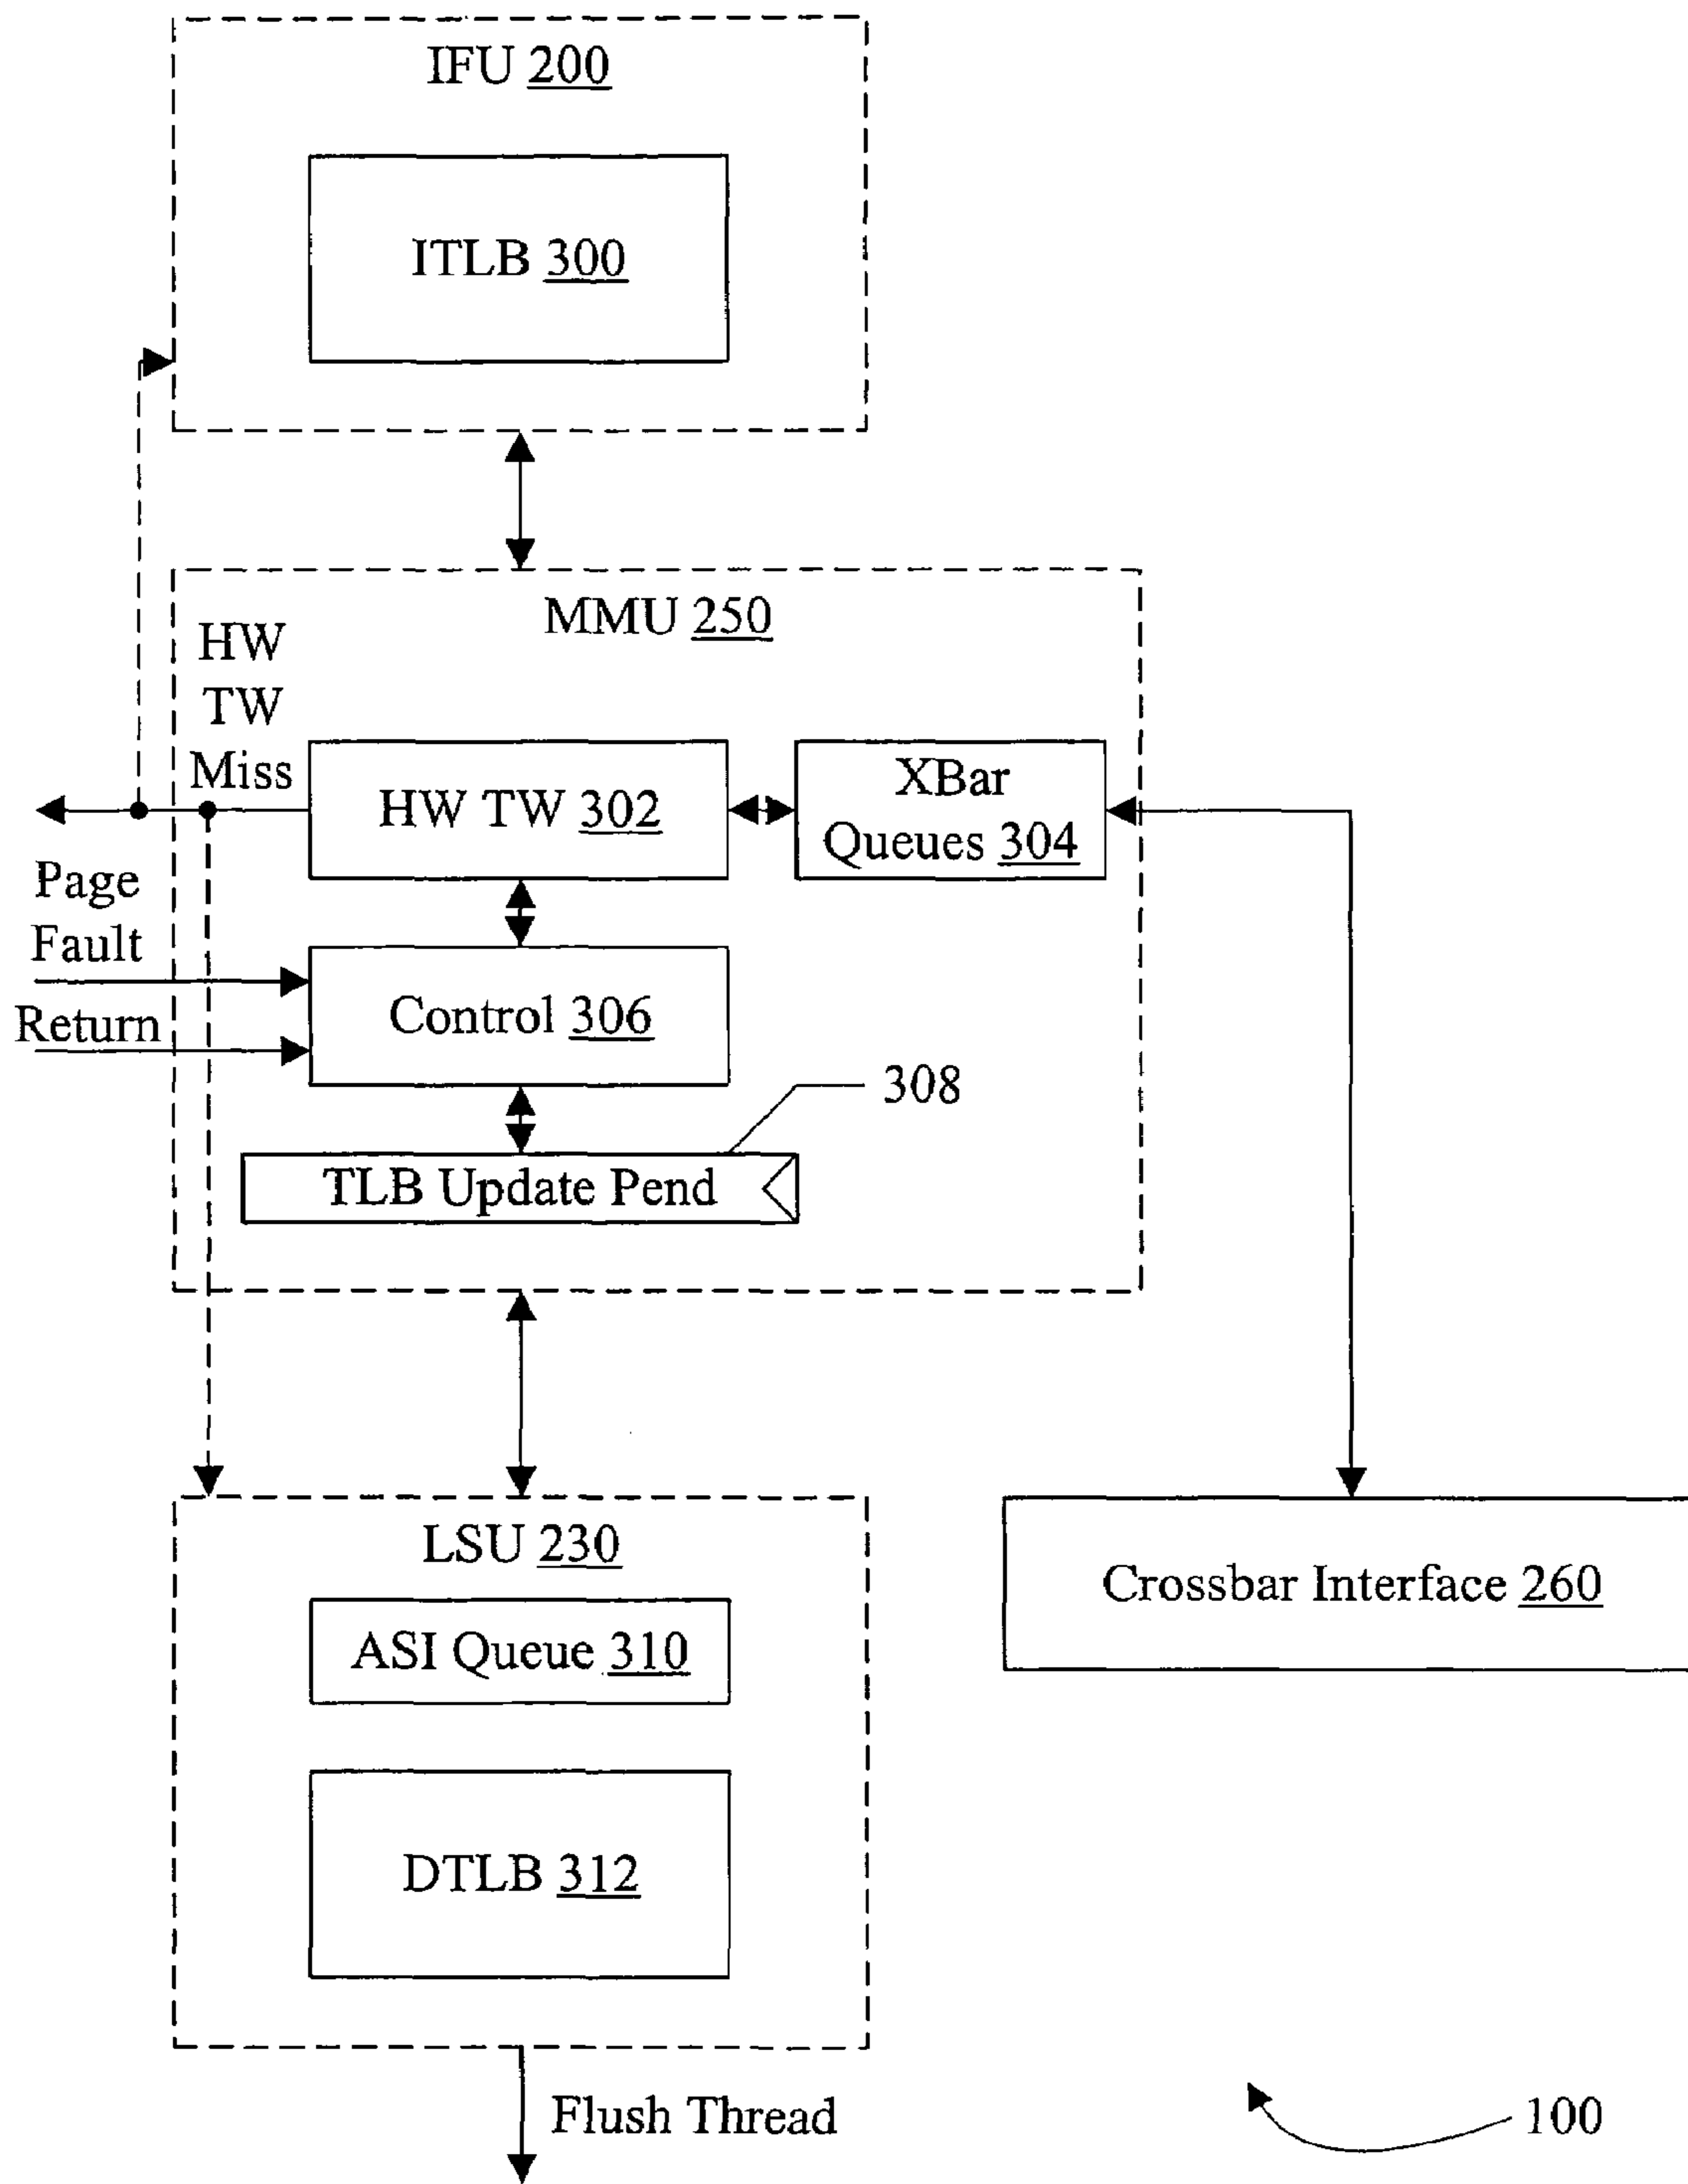 IFU 200
ITLB 300
MMU 250
HW
TW
Miss
HW TW 302
XBar
Queues 304
Page
Fault
Control 306
Return
308
TLB Update Pend
LSU 230
ASI Queue 310
Crossbar Interface 260
DTLB 312
Flush Thread
100